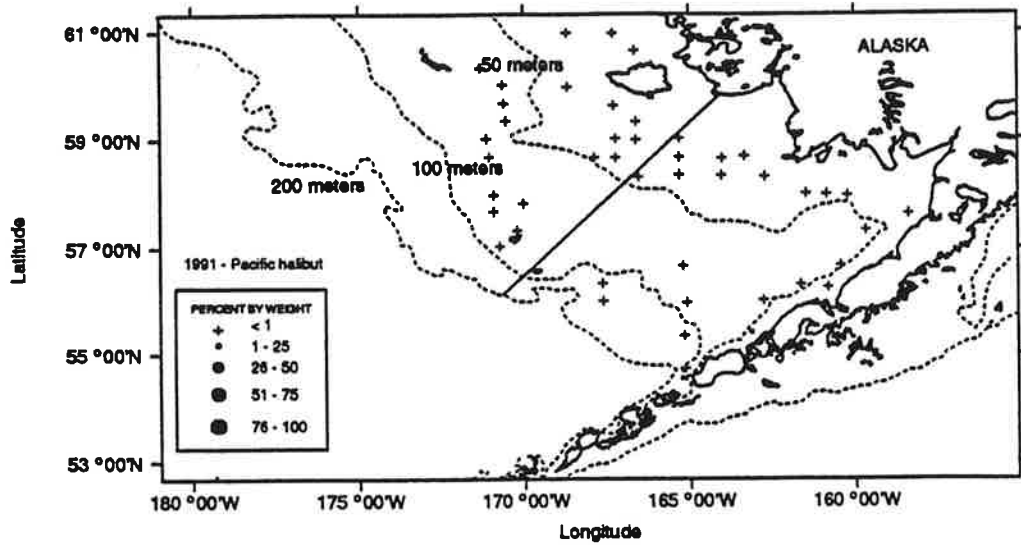 61 °00'N
59 °00'N
57 °00'N
55 °00'N
53 °00'N
Latitude
ALASKA
50 meters
100 meters
200 meters
1991 - Pacific halibut
PERCENT BY WEIGHT
< 1
1 - 25
26 - 50
51 - 75
76 - 100
180 °00'W
175 °00'W
170 °00'W
165 °00'W
160 °00'W
Longitude